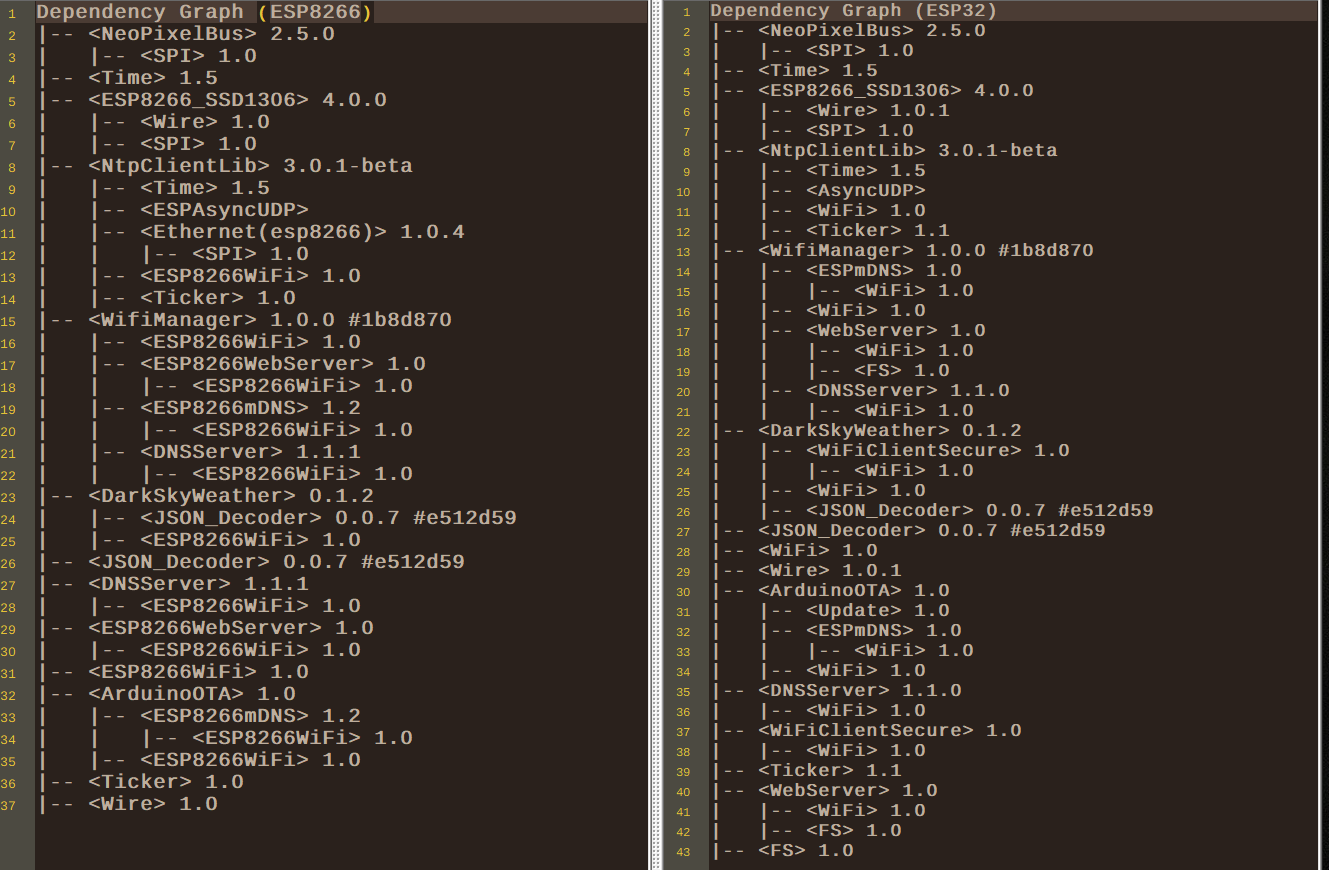 1 Dependency Graph (ESP8266)
2 |-- <NeoPixelBus> 2.5.0
3 |   |-- <SPI> 1.0
4 |-- <Time> 1.5
5 |-- <ESP8266_SSD1306> 4.0.0
6 |   |-- <Wire> 1.0
7 |   |-- <SPI> 1.0
8 |-- <NtpClientLib> 3.0.1-beta
9 |   |-- <Time> 1.5
10 |   |-- <ESPAsyncUDP>
11 |   |-- <Ethernet(esp8266)> 1.0.4
12 |   |   |-- <SPI> 1.0
13 |   |-- <ESP8266WiFi> 1.0
14 |   |-- <Ticker> 1.0
15 |-- <WifiManager> 1.0.0 #1b8d870
16 |   |-- <ESP8266WiFi> 1.0
17 |   |-- <ESP8266WebServer> 1.0
18 |   |   |-- <ESP8266WiFi> 1.0
19 |   |-- <ESP8266mDNS> 1.2
20 |   |   |-- <ESP8266WiFi> 1.0
21 |   |-- <DNSServer> 1.1.1
22 |   |   |-- <ESP8266WiFi> 1.0
23 |-- <DarkSkyWeather> 0.1.2
24 |   |-- <JSON_Decoder> 0.0.7 #e512d59
25 |   |-- <ESP8266WiFi> 1.0
26 |-- <JSON_Decoder> 0.0.7 #e512d59
27 |-- <DNSServer> 1.1.1
28 |   |-- <ESP8266WiFi> 1.0
29 |-- <ESP8266WebServer> 1.0
30 |   |-- <ESP8266WiFi> 1.0
31 |-- <ESP8266WiFi> 1.0
32 |-- <ArduinoOTA> 1.0
33 |   |-- <ESP8266mDNS> 1.2
34 |   |   |-- <ESP8266WiFi> 1.0
35 |   |-- <ESP8266WiFi> 1.0
36 |-- <Ticker> 1.0
37 |-- <Wire> 1.0
1 Dependency Graph (ESP32)
2 |-- <NeoPixelBus> 2.5.0
3 |   |-- <SPI> 1.0
4 |-- <Time> 1.5
5 |-- <ESP8266_SSD1306> 4.0.0
6 |   |-- <Wire> 1.0.1
7 |   |-- <SPI> 1.0
8 |-- <NtpClientLib> 3.0.1-beta
9 |   |-- <Time> 1.5
10 |   |-- <AsyncUDP>
11 |   |-- <WiFi> 1.0
12 |   |-- <Ticker> 1.1
13 |-- <WifiManager> 1.0.0 #1b8d870
14 |   |-- <ESPmDNS> 1.0
15 |   |   |-- <WiFi> 1.0
16 |   |-- <WiFi> 1.0
17 |   |-- <WebServer> 1.0
18 |   |   |-- <WiFi> 1.0
19 |   |   |-- <FS> 1.0
20 |   |-- <DNSServer> 1.1.0
21 |   |   |-- <WiFi> 1.0
22 |-- <DarkSkyWeather> 0.1.2
23 |   |-- <WiFiClientSecure> 1.0
24 |   |   |-- <WiFi> 1.0
25 |   |-- <WiFi> 1.0
26 |   |-- <JSON_Decoder> 0.0.7 #e512d59
27 |-- <JSON_Decoder> 0.0.7 #e512d59
28 |-- <WiFi> 1.0
29 |-- <Wire> 1.0.1
30 |-- <ArduinoOTA> 1.0
31 |   |-- <Update> 1.0
32 |   |-- <ESPmDNS> 1.0
33 |   |   |-- <WiFi> 1.0
34 |   |-- <WiFi> 1.0
35 |-- <DNSServer> 1.1.0
36 |   |-- <WiFi> 1.0
37 |-- <WiFiClientSecure> 1.0
38 |   |-- <WiFi> 1.0
39 |-- <Ticker> 1.1
40 |-- <WebServer> 1.0
41 |   |-- <WiFi> 1.0
42 |   |-- <FS> 1.0
43 |-- <FS> 1.0